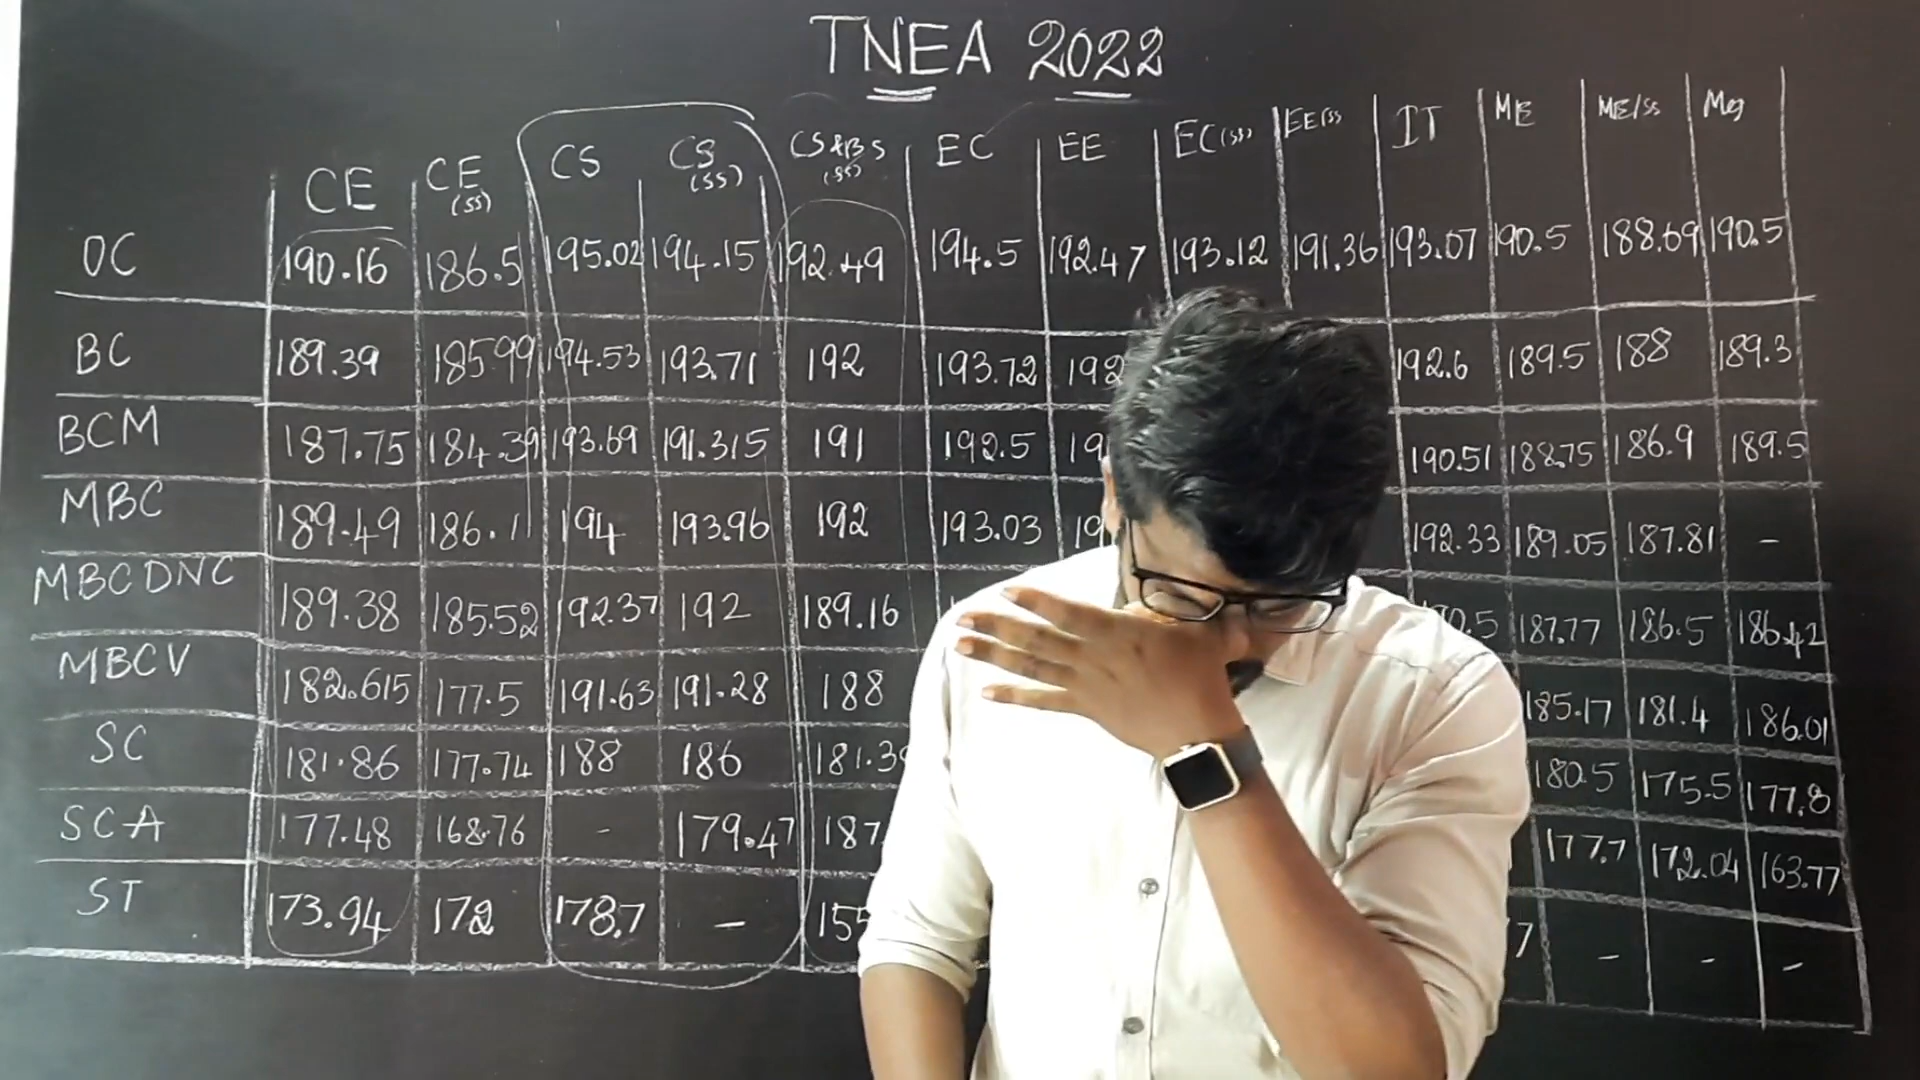 TNEA 2022
CE CE (SS) CS CS (SS) CS&BS (SS) EC EE EC(SS) EE(SS) IT ME ME/SS
OC 190.16 186.5 195.02 194.15 192.49 194.5 192.47 193.12 191.36 193.07 190.5 188.69 190.5
BC 189.39 185.99 194.53 193.71 192 193.72 192.6 189.5 188 189.3
BCM 187.75 184.39 193.69 191.315 191 192.5 190.51 188.75 186.9 189.5
MBC 189.49 186.11 194 193.96 192 193.03 192.33 189.05 187.81 -
MBCDNC 189.38 185.52 192.37 192 189.16 187.77 186.5 186.42
MBCV 182.615 177.5 191.63 191.28 188 185.17 181.4 186.01
SC 181.86 177.74 188 186 180.5 175.5 177.8
SCA 177.48 168.76 - 179.47 177.7 172.04 163.77
ST 173.94 172 178.7 - - - -